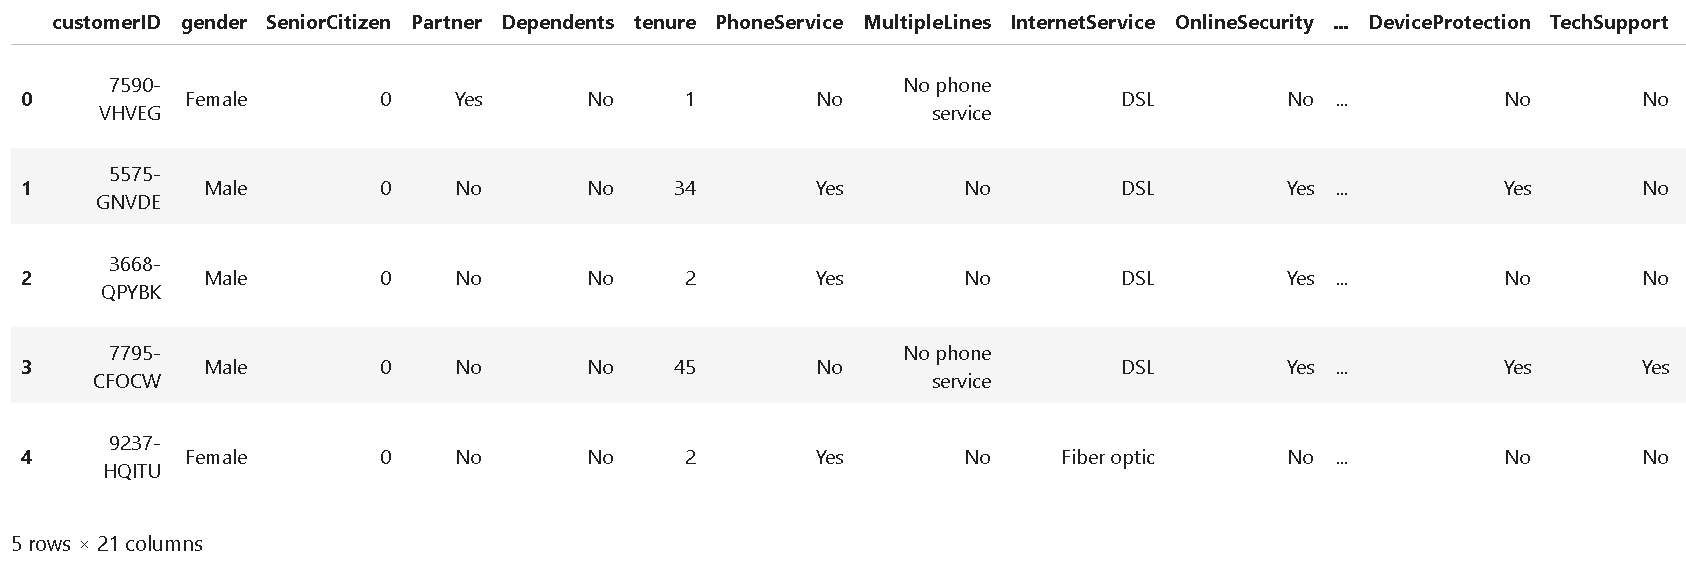 customerID gender SeniorCitizen Partner Dependents tenure PhoneService MultipleLines InternetService OnlineSecurity ... DeviceProtection TechSupport
0 7590-VHVEG Female 0 Yes No 1 No No phone service DSL No ... No No
1 5575-GNVDE Male 0 No No 34 Yes No DSL Yes ... Yes No
2 3668-QPYBK Male 0 No No 2 Yes No DSL Yes ... No No
3 7795-CFOCW Male 0 No No 45 No No phone service DSL Yes ... Yes Yes
4 9237-HQITU Female 0 No No 2 Yes No Fiber optic No ... No No
5 rows × 21 columns